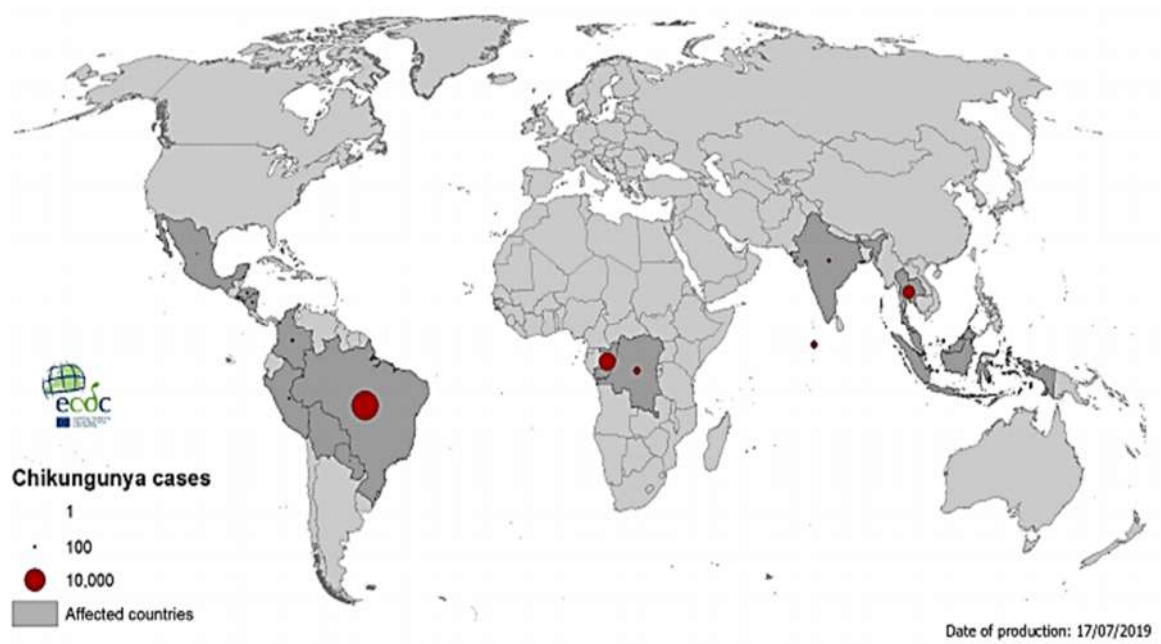 ecdc
Chikungunya cases
1
100
10,000
Affected countries
Date of production: 17/07/2019